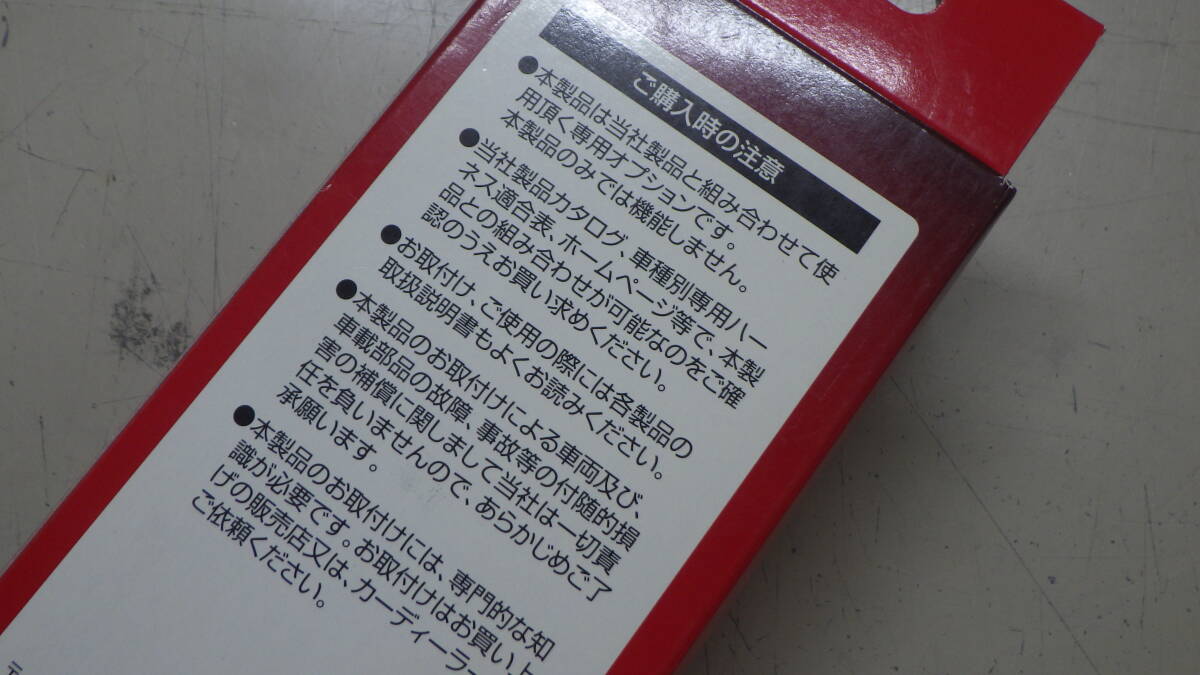 ご購入時の注意
●本製品は当社製品と組み合わせて使
用頂く専用オプションです。
本製品のみでは機能しません。
●当社製品カタログ、車種別専用ハー
ネス適合表、ホームページ等で、本製
品との組み合わせが可能なのをご確
認のうえお買い求めください。
●お取付け、ご使用の際には各製品の
取扱説明書もよくお読みください。
●本製品のお取付けによる車両及び、
車載部品の故障、事故等の付随的損
害の補償に関しまして当社は一切責
任を負いませんので、あらかじめご了
承願います。
●本製品のお取付けには、専門的な知
識が必要です。お取付けはお買い上
げの販売店又は、カーディーラー
ご依頼ください。
〒